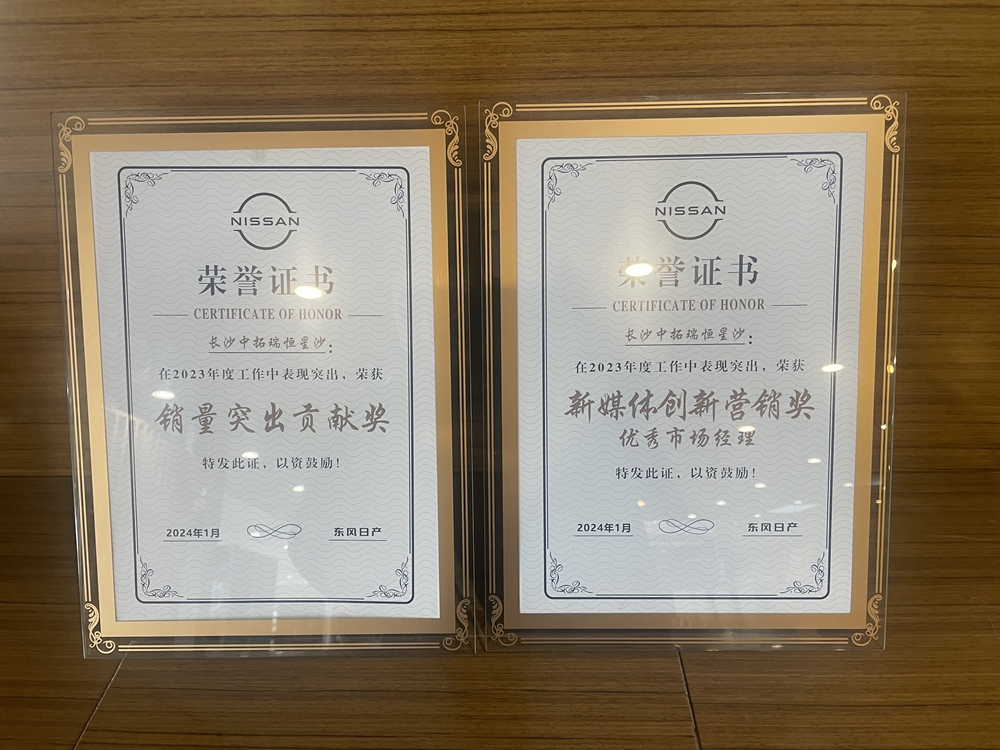 NISSAN
荣誉证书
CERTIFICATE OF HONOR
长沙中拓瑞恒星沙:
在2023年度工作中表现突出，荣获
销量突出贡献奖
特发此证，以资鼓励！
2024年1月
东风日产
NISSAN
荣誉证书
CERTIFICATE OF HONOR
长沙中拓瑞恒星沙:
在2023年度工作中表现突出，荣获
新媒体创新营销奖
优秀市场经理
特发此证，以资鼓励！
2024年1月
东风日产